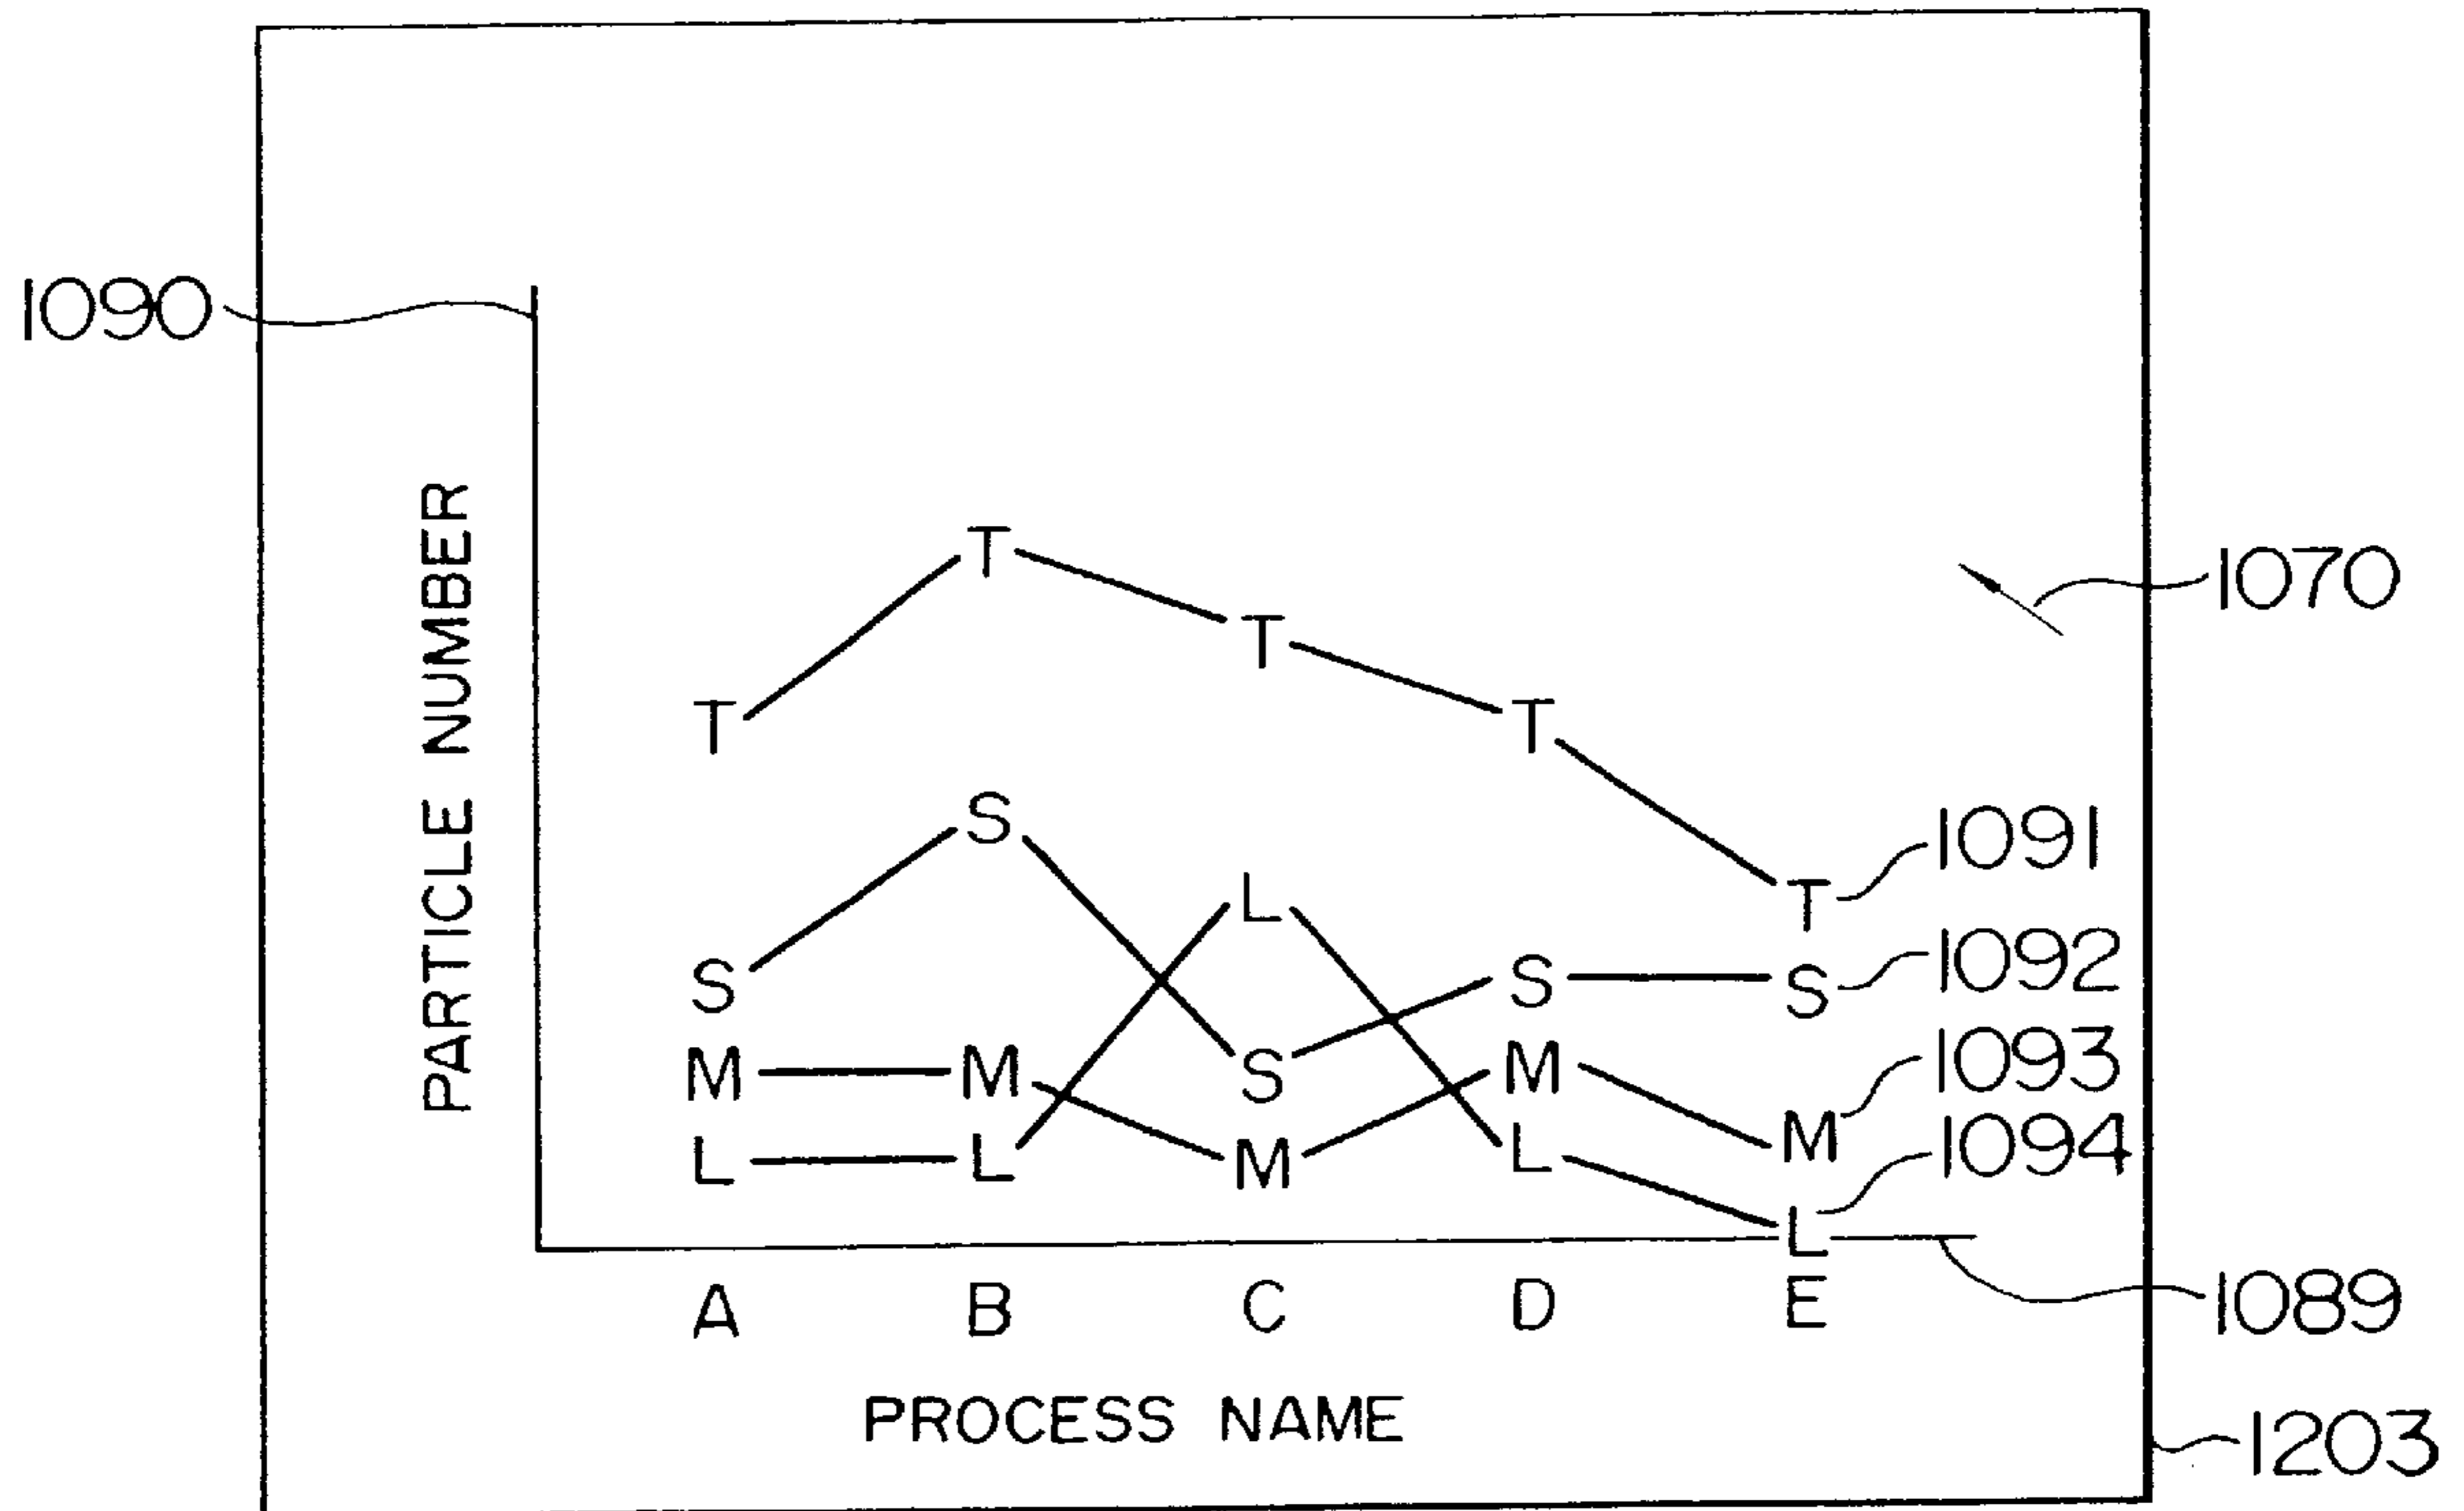 1090
PARTICLE NUMBER
T
1070
T
T
T
S
1091
L
T
1092
S
S
S
M
M
S
M
1093
L
L
M
L
M
1094
L
A B C D E
1089
PROCESS NAME
1203